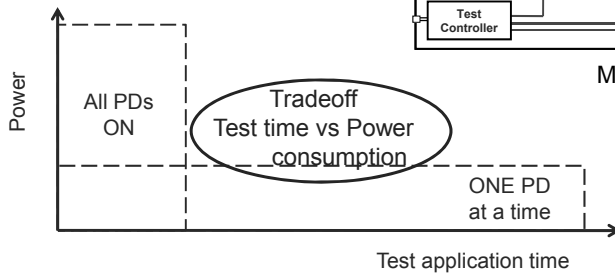 Test
Controller
M
Power
All PDs
ON
Tradeoff
Test time vs Power
consumption
ONE PD
at a time
Test application time